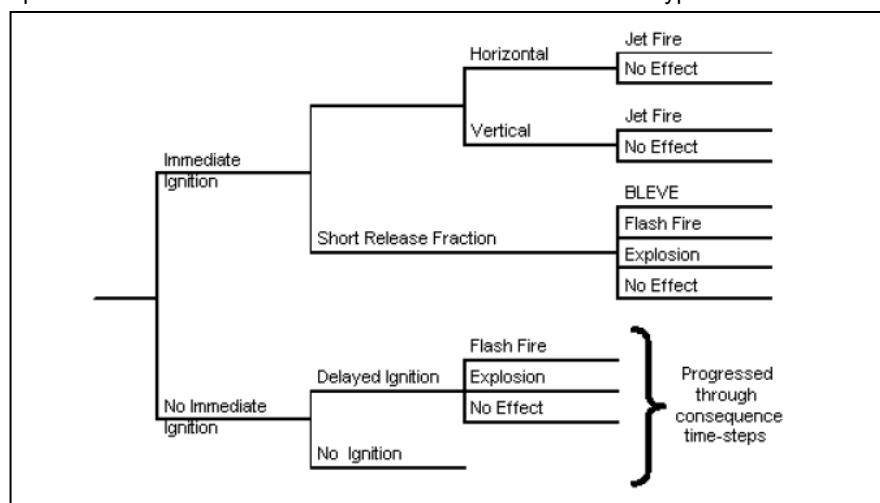 Horizontal
Jet Fire
No Effect
Vertical
Jet Fire
No Effect
Immediate
Ignition
Short Release Fraction
BLEVE
Flash Fire
Explosion
No Effect
No Immediate
Ignition
Delayed Ignition
Flash Fire
Explosion
No Effect
No Ignition
Progressed
through
consequence
time-steps